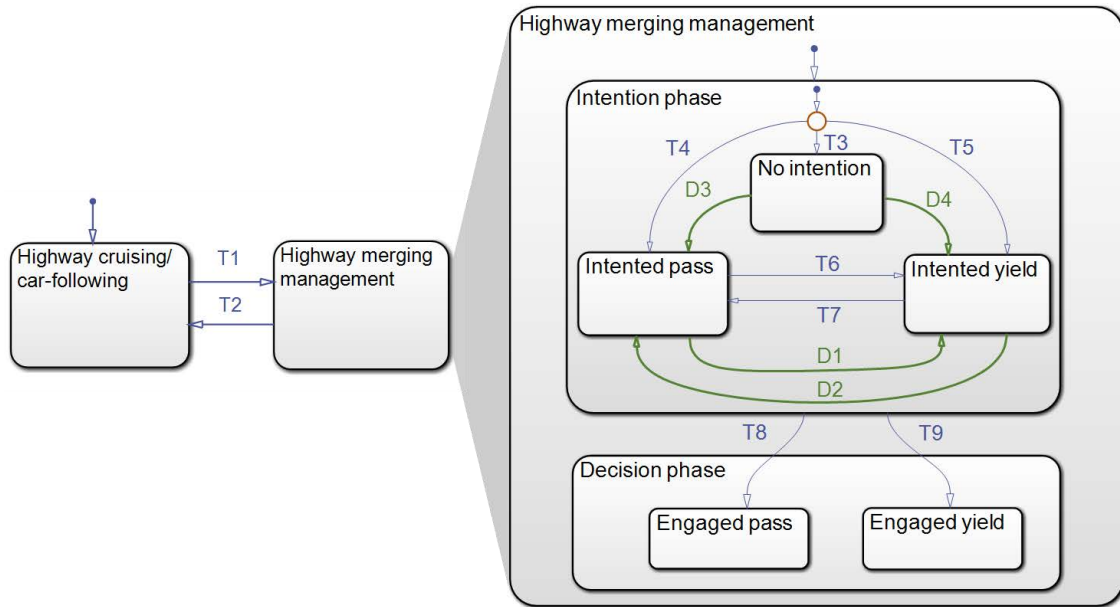 Highway merging management
Intention phase
T4
T3
T5
No intention
D3
D4
Highway cruising/
car-following
T1
Highway merging
management
T2
Intented pass
T6
Intented yield
T7
D1
D2
T8
T9
Decision phase
Engaged pass
Engaged yield